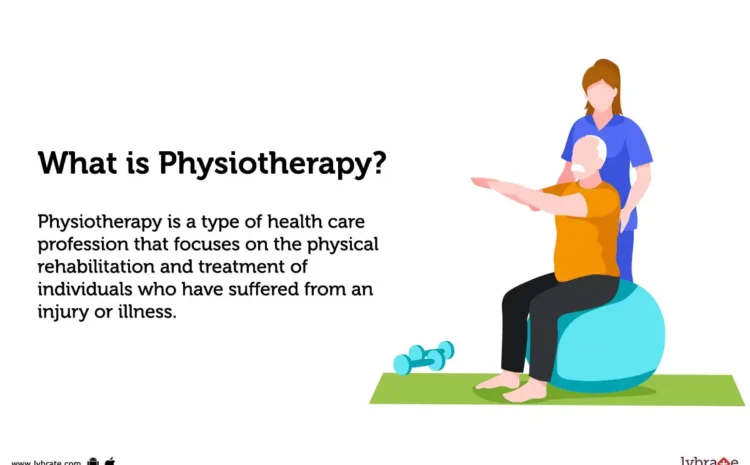 What is Physiotherapy?
Physiotherapy is a type of health care
profession that focuses on the physical
rehabilitation and treatment of
individuals who have suffered from an
injury or illness.
www.lybrate.com
lybrate